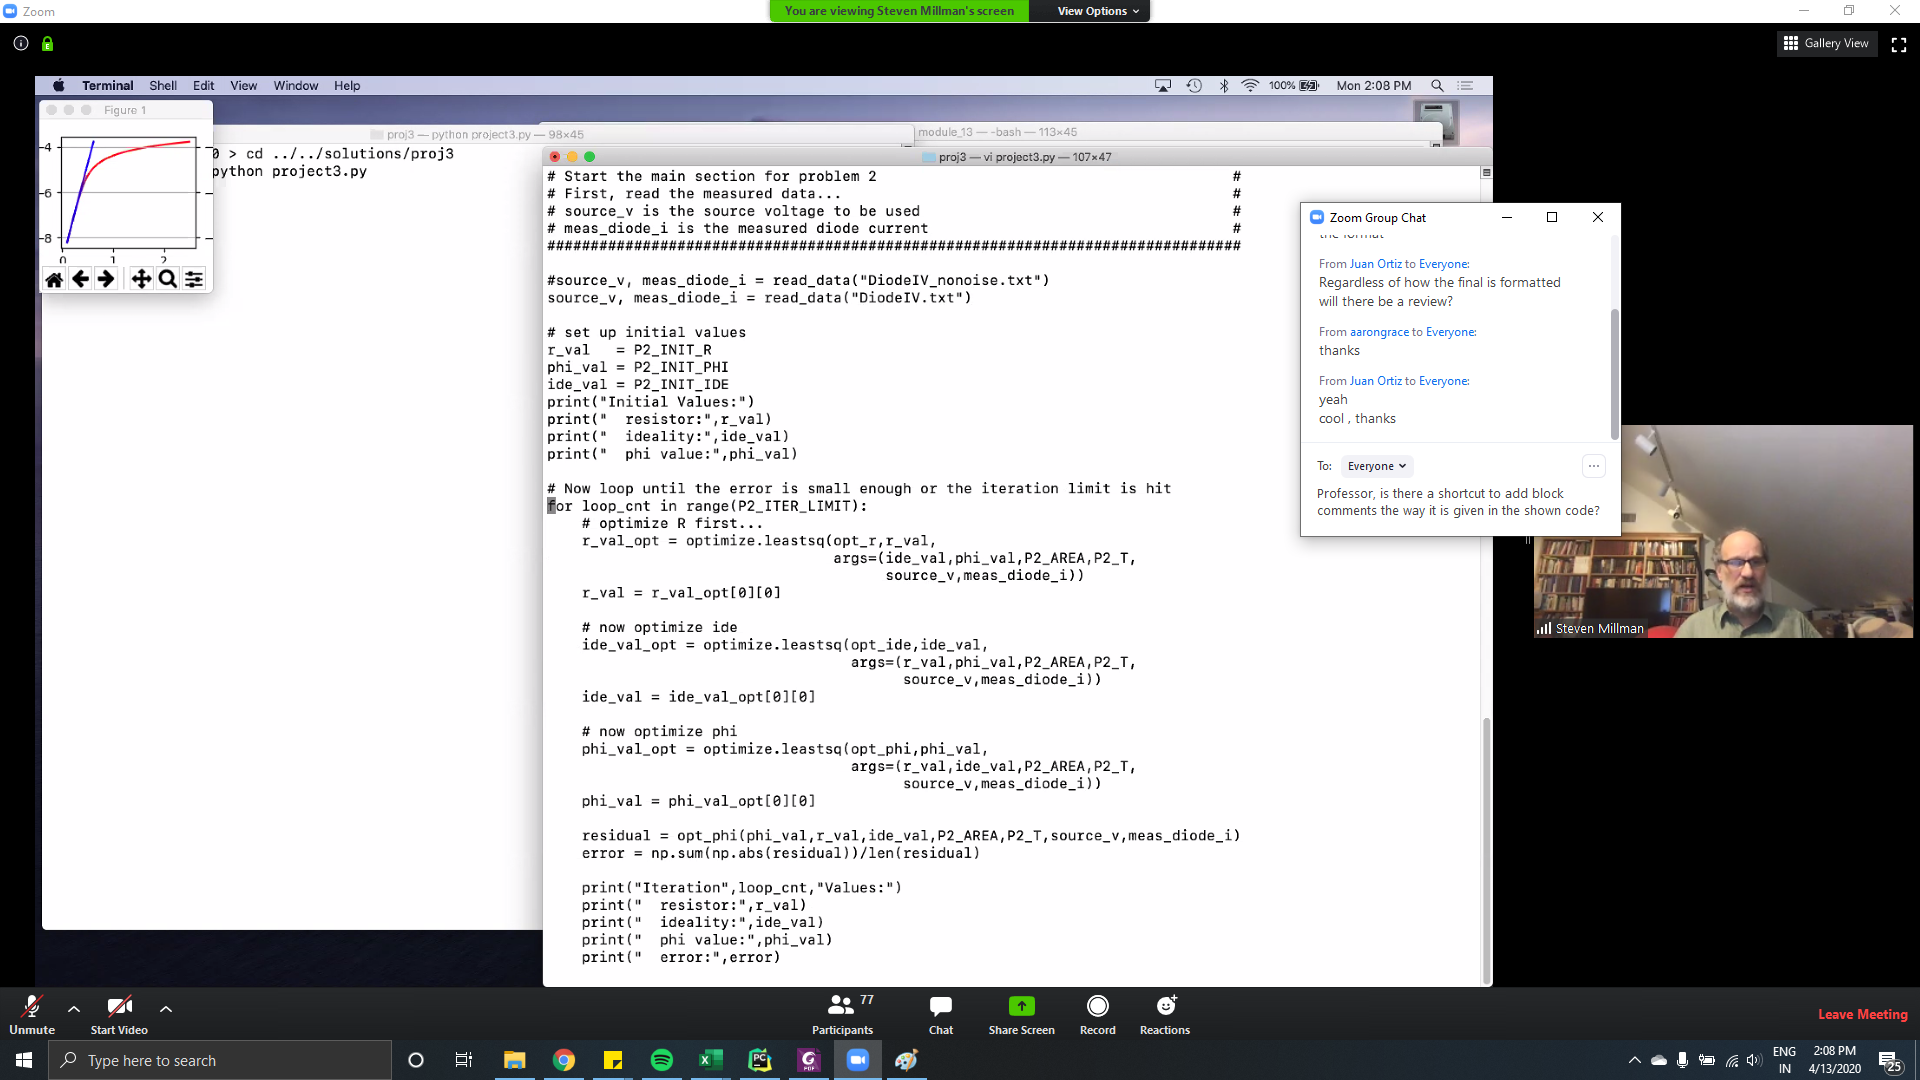 Zoom
You are viewing Steven Millman's screen
View Options
Gallery View
Terminal Shell Edit View Window Help
100%
Mon 2:08 PM
Figure 1
-4
-6
-8
0 1 2
proj3 — python project3.py — 98×45
0 > cd ../../solutions/proj3
python project3.py
module_13 — -bash — 113×45
proj3 — vi project3.py — 107×47
# Start the main section for problem 2 #
# First, read the measured data... #
# source_v is the source voltage to be used #
# meas_diode_i is the measured diode current #
################################################################################
#source_v, meas_diode_i = read_data("DiodeIV_nonoise.txt")
source_v, meas_diode_i = read_data("DiodeIV.txt")
# set up initial values
r_val   = P2_INIT_R
phi_val = P2_INIT_PHI
ide_val = P2_INIT_IDE
print("Initial Values:")
print("  resistor:",r_val)
print("  ideality:",ide_val)
print("  phi value:",phi_val)
# Now loop until the error is small enough or the iteration limit is hit
for loop_cnt in range(P2_ITER_LIMIT):
# optimize R first...
r_val_opt = optimize.leastsq(opt_r,r_val,
args=(ide_val,phi_val,P2_AREA,P2_T,
source_v,meas_diode_i))
r_val = r_val_opt[0][0]
# now optimize ide
ide_val_opt = optimize.leastsq(opt_ide,ide_val,
args=(r_val,phi_val,P2_AREA,P2_T,
source_v,meas_diode_i))
ide_val = ide_val_opt[0][0]
# now optimize phi
phi_val_opt = optimize.leastsq(opt_phi,phi_val,
args=(r_val,ide_val,P2_AREA,P2_T,
source_v,meas_diode_i))
phi_val = phi_val_opt[0][0]
residual = opt_phi(phi_val,r_val,ide_val,P2_AREA,P2_T,source_v,meas_diode_i)
error = np.sum(np.abs(residual))/len(residual)
print("Iteration",loop_cnt,"Values:")
print("  resistor:",r_val)
print("  ideality:",ide_val)
print("  phi value:",phi_val)
print("  error:",error)
Zoom Group Chat
the format
From Juan Ortiz to Everyone:
Regardless of how the final is formatted
will there be a review?
From aarongrace to Everyone:
thanks
From Juan Ortiz to Everyone:
yeah
cool , thanks
To: Everyone
Professor, is there a shortcut to add block
comments the way it is given in the shown code?
Steven Millman
Unmute
Start Video
77
Participants
Chat
Share Screen
Record
Reactions
Leave Meeting
Type here to search
ENG
IN
2:08 PM
4/13/2020
25